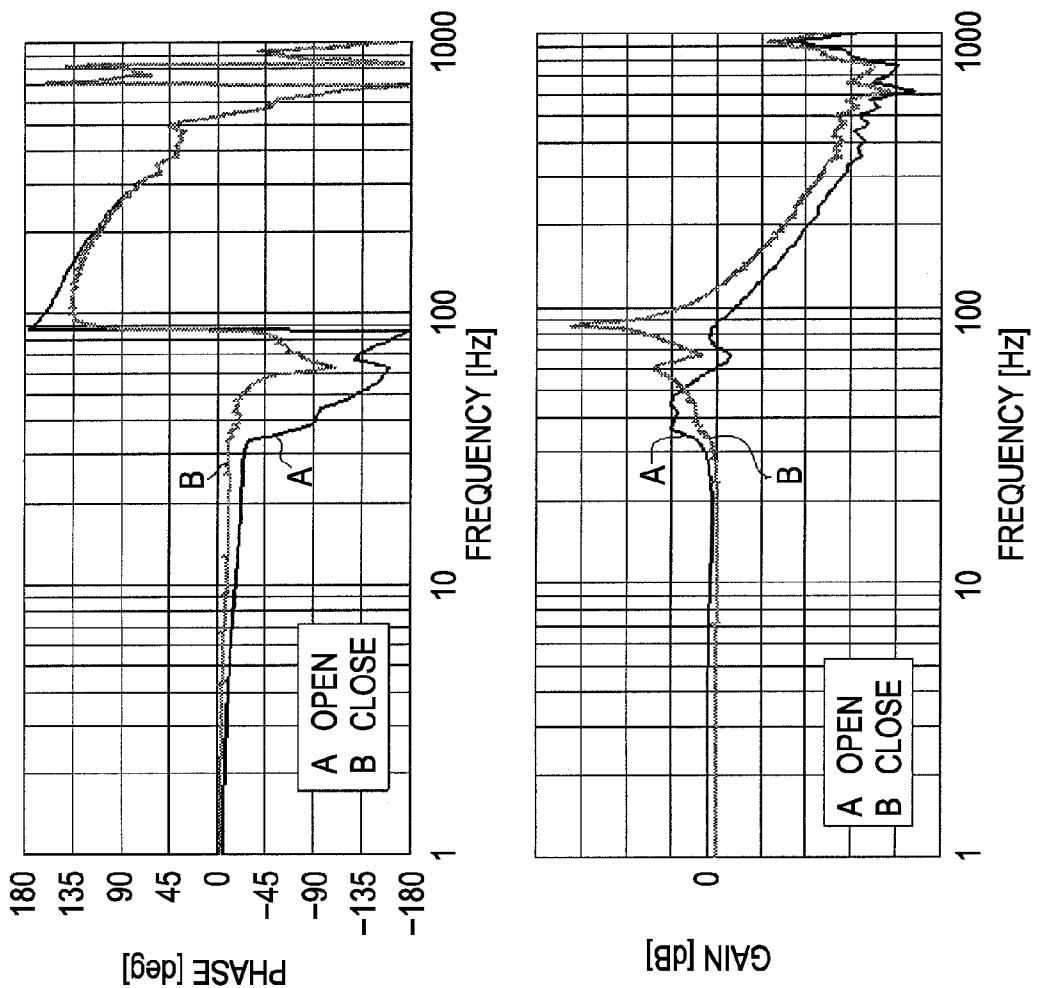 PHASE [deg]
180
135
90
45
0
-45
-90
-135
-180
B
A
A OPEN
B CLOSE
1
10
100
1000
FREQUENCY [Hz]
GAIN [dB]
0
A
B
A OPEN
B CLOSE
1
10
100
1000
FREQUENCY [Hz]